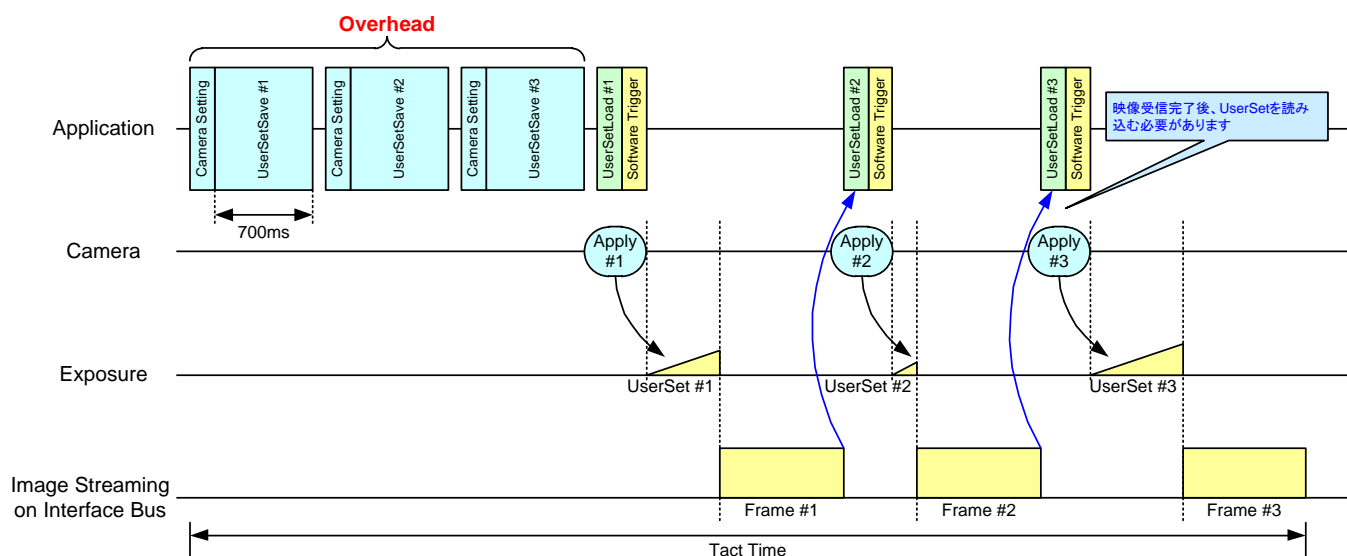 Overhead
Camera Setting
UserSetSave #1
Camera Setting
UserSetSave #2
Camera Setting
UserSetSave #3
UserSetLoad #1
Software Trigger
UserSetLoad #2
Software Trigger
UserSetLoad #3
Software Trigger
映像受信完了後、UserSetを読み
込む必要があります
Application
700ms
Camera
Apply
#1
Apply
#2
Apply
#3
Exposure
UserSet #1
UserSet #2
UserSet #3
Image Streaming
on Interface Bus
Frame #1
Frame #2
Frame #3
Tact Time